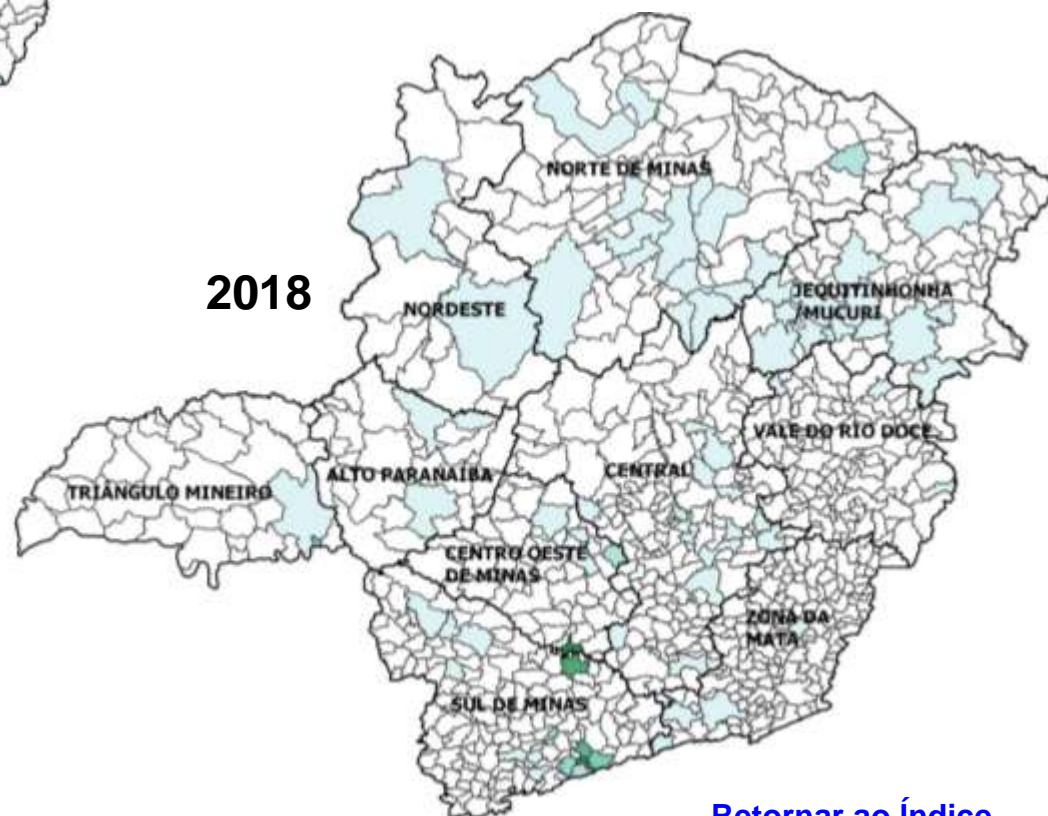 NORTE DE MINAS
2018
NORDESTE
JEQUITINHONHA
/MUCURI
VALE DO RIO DOCE
TRIÂNGULO MINEIRO
ALTO PARANAÍBA
CENTRAL
CENTRO OESTE
DE MINAS
ZONA DA
MATA
SUL DE MINAS
Retornar ao Índice